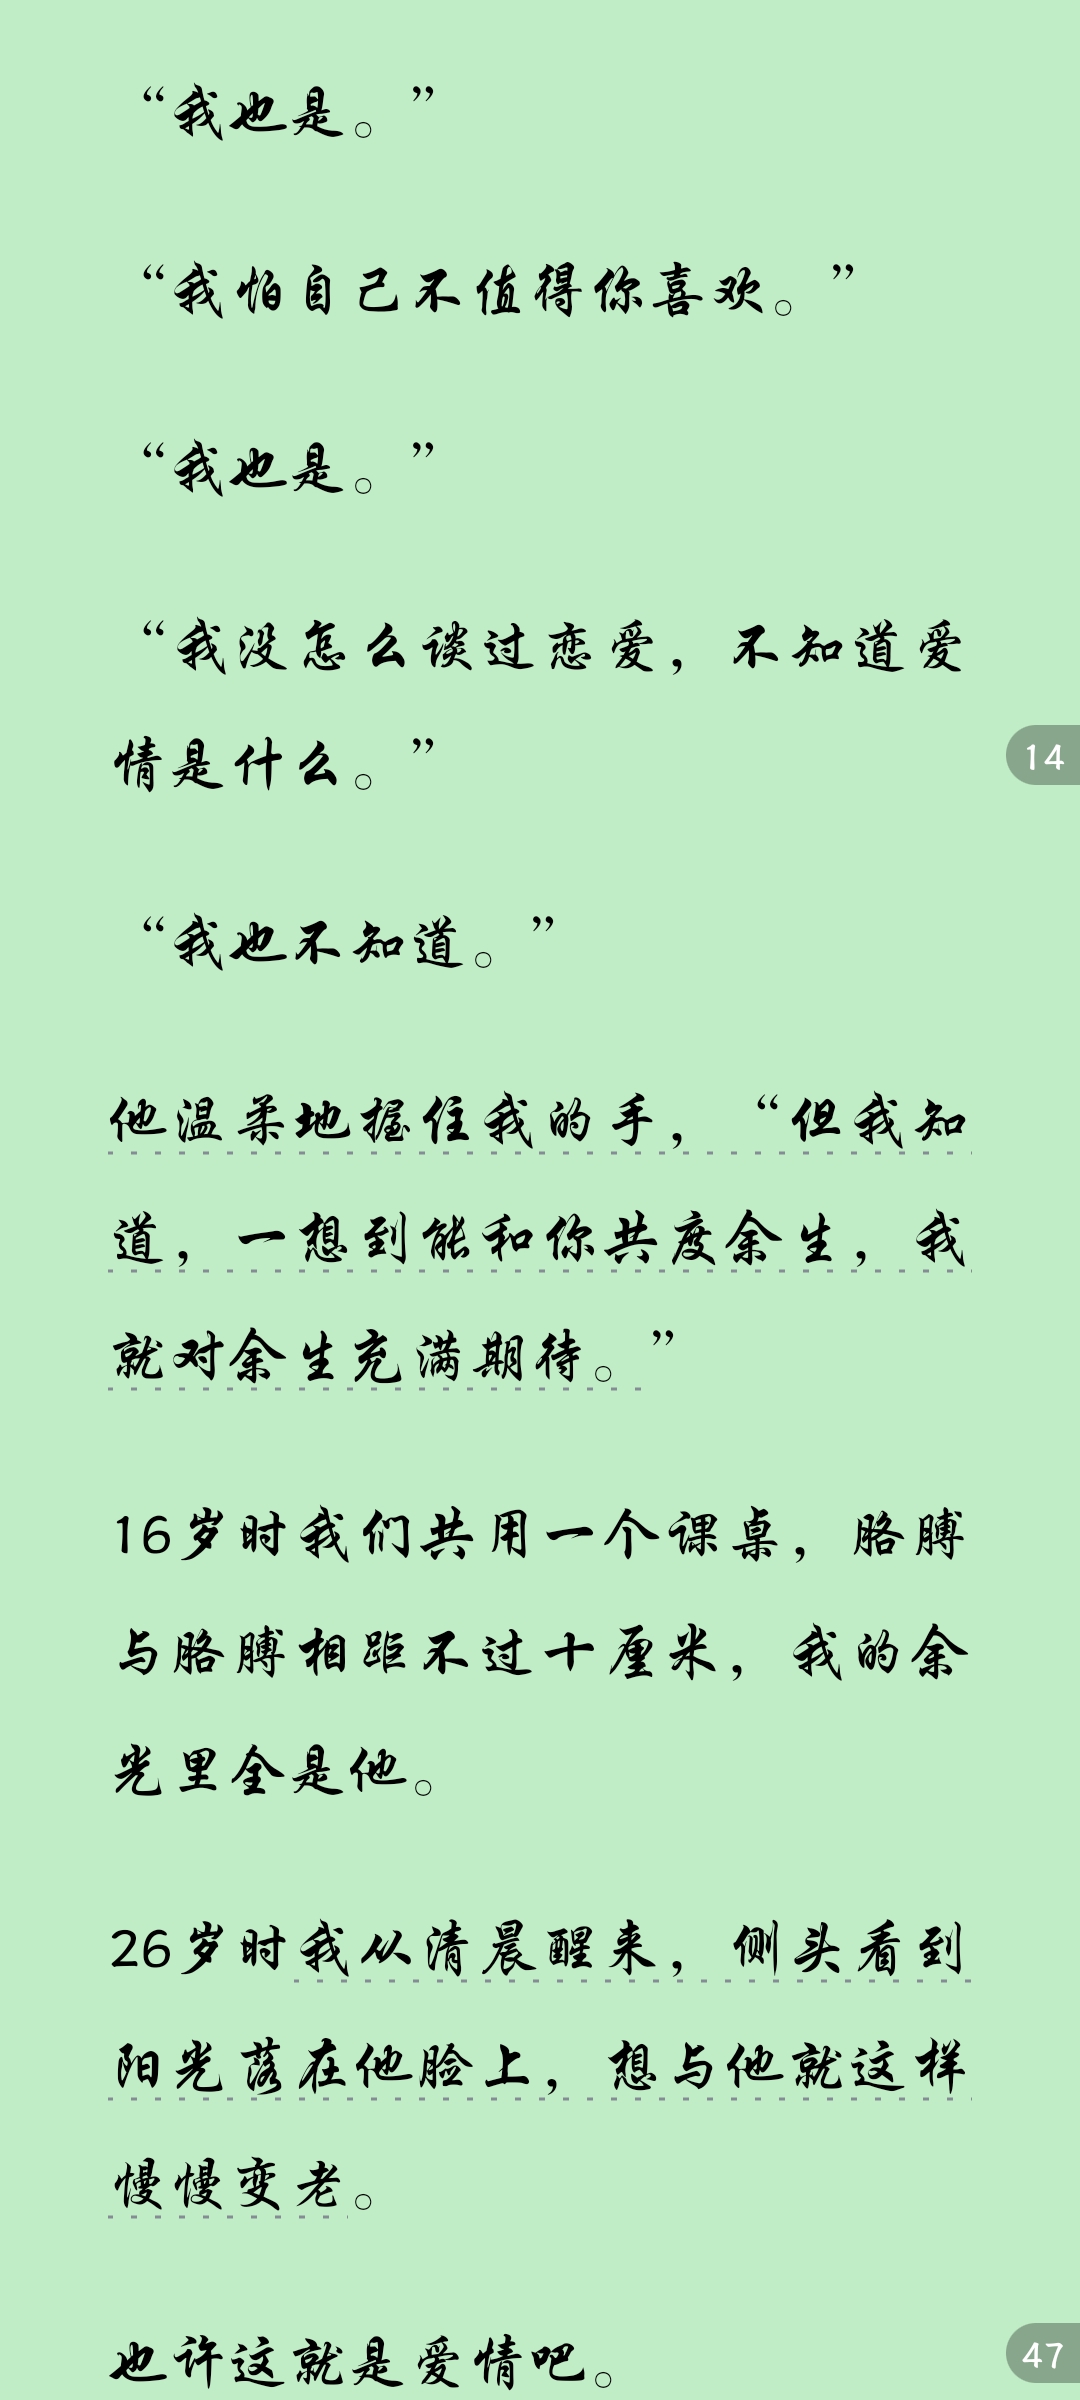 “我也是。”
“我怕自己不值得你喜欢。”
“我也是。”
“我没怎么谈过恋爱，不知道爱
情是什么。”
14
“我也不知道。”
他温柔地握住我的手，“但我知
道，一想到能和你共度余生，我
就对余生充满期待。”
16岁时我们共用一个课桌，胳膊
与胳膊相距不过十厘米，我的余
光里全是他。
26岁时我从清晨醒来，侧头看到
阳光落在他脸上，想与他就这样
慢慢变老。
也许这就是爱情吧。
47